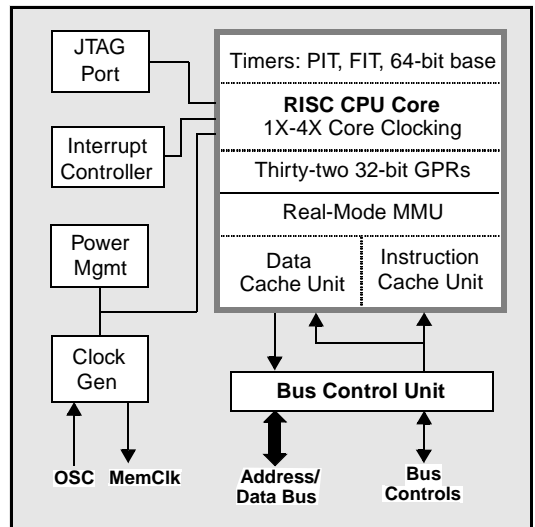 JTAG
Port
Timers: PIT, FIT, 64-bit base
RISC CPU Core
1X-4X Core Clocking
Interrupt
Controller
Thirty-two 32-bit GPRs
Real-Mode MMU
Power
Mgmt
Data
Cache Unit
Instruction
Cache Unit
Clock
Gen
Bus Control Unit
OSC
MemClk
Address/
Data Bus
Bus
Controls